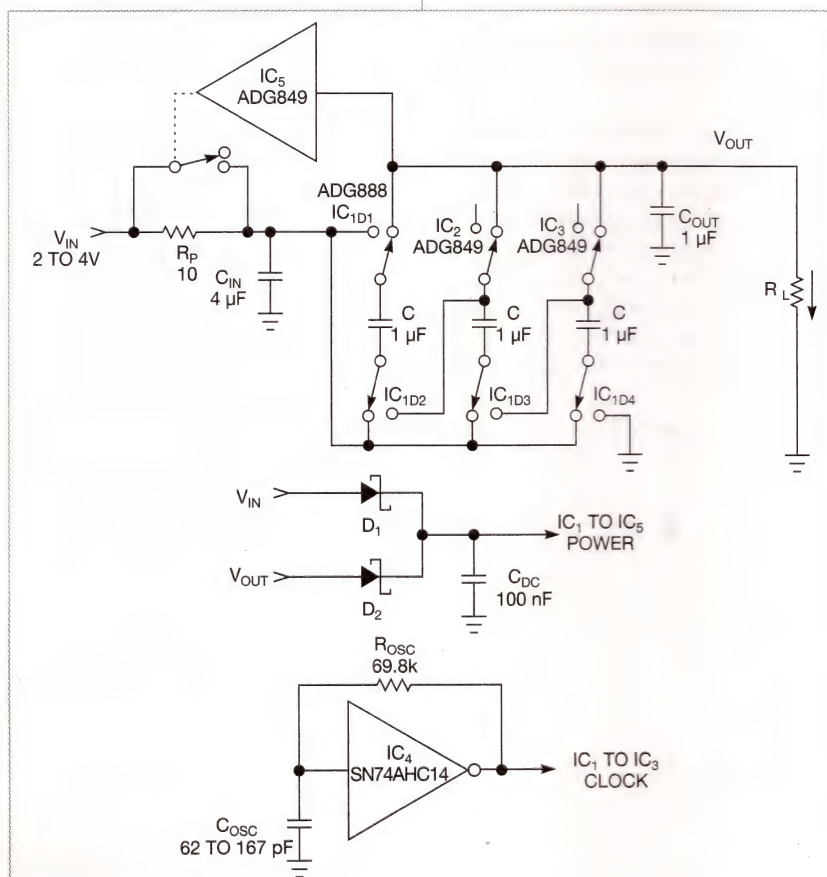 IC5
ADG849
VOUT
ADG888
IC1D1
IC2
ADG849
IC3
ADG849
VIN
2 TO 4V
RP
10
CIN
4 µF
COUT
1 µF
RL
C
1 µF
C
1 µF
C
1 µF
IC1D2
IC1D3
IC1D4
VIN
D1
IC1 TO IC5
POWER
VOUT
D2
CDC
100 nF
ROSC
69.8k
IC4
SN74AHC14
IC1 TO IC3
CLOCK
COSC
62 TO 167 pF